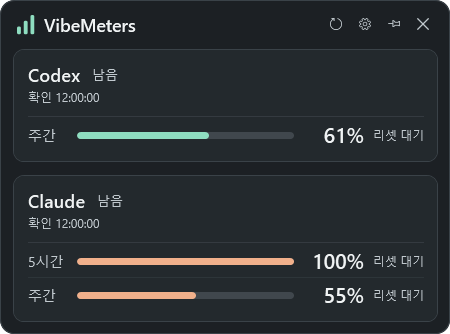 VibeMeters
Codex 남음
확인 12:00:00
주간 61% 리셋 대기
Claude 남음
확인 12:00:00
5시간 100% 리셋 대기
주간 55% 리셋 대기